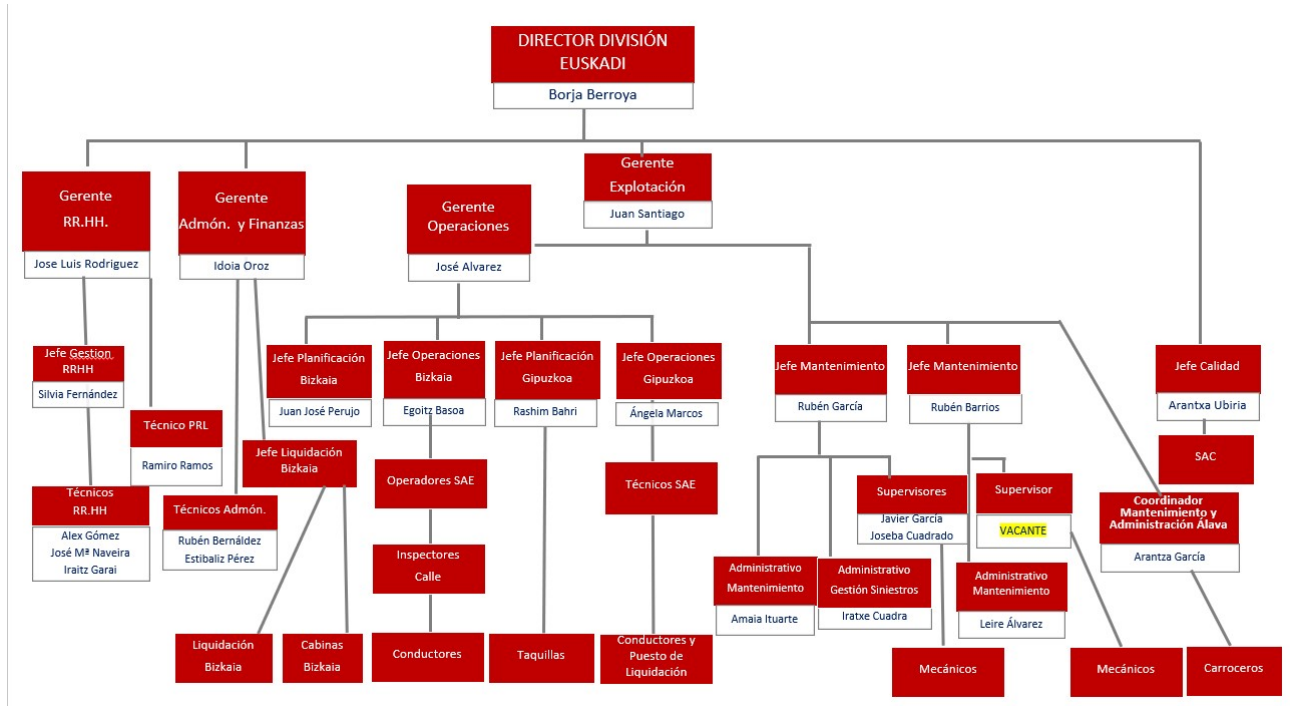 DIRECTOR DIVISIÓN
EUSKADI
Borja Berroya
Gerente
RR.HH.
Jose Luis Rodriguez
Gerente
Admón. y Finanzas
Idoia Oroz
Gerente
Operaciones
José Alvarez
Gerente
Explotación
Juan Santiago
Jefe Gestion
RRHH
Silvia Fernández
Técnico PRL
Ramiro Ramos
Técnicos
RR.HH
Alex Gómez
José Mª Naveira
Iraitz Garai
Técnicos Admón.
Rubén Bernáldez
Estibaliz Pérez
Jefe Liquidación
Bizkaia
Liquidación
Bizkaia
Cabinas
Bizkaia
Jefe Planificación
Bizkaia
Juan José Perujo
Jefe Operaciones
Bizkaia
Egoitz Basoa
Operadores SAE
Inspectores
Calle
Conductores
Jefe Planificación
Gipuzkoa
Rashim Bahri
Taquillas
Jefe Operaciones
Gipuzkoa
Ángela Marcos
Técnicos SAE
Conductores y
Puesto de
Liquidación
Jefe Mantenimiento
Rubén García
Administrativo
Mantenimiento
Amaia Ituarte
Administrativo
Gestión Siniestros
Iratxe Cuadra
Supervisores
Javier García
Joseba Cuadrado
Mecánicos
Jefe Mantenimiento
Rubén Barrios
Supervisor
VACANTE
Administrativo
Mantenimiento
Leire Álvarez
Mecánicos
Coordinador
Mantenimiento y
Administración Álava
Arantza García
Carroceros
Jefe Calidad
Arantxa Ubiria
SAC